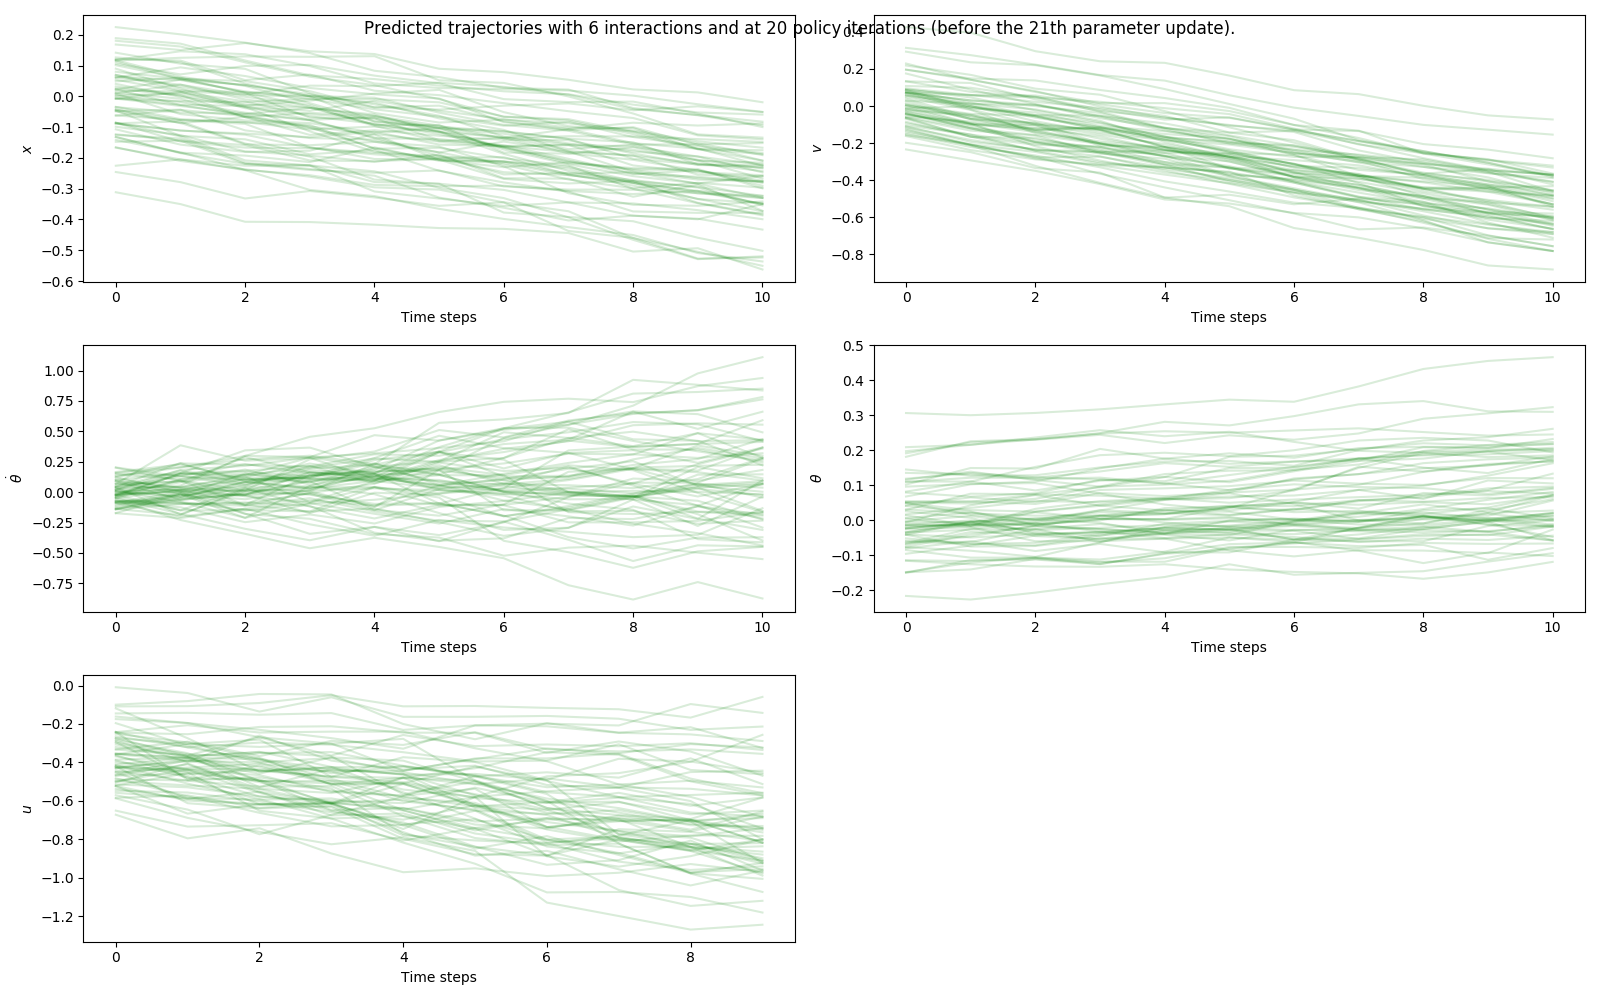 Predicted trajectories with 6 interactions and at 20 policy iterations (before the 21th parameter update).
0.2
0.1
0.0
−0.1
−0.2
−0.3
−0.4
−0.5
−0.6
x
0 2 4 6 8 10
Time steps
0.4
0.2
0.0
−0.2
−0.4
−0.6
−0.8
v
0 2 4 6 8 10
Time steps
1.00
0.75
0.50
0.25
0.00
−0.25
−0.50
−0.75
θ̇
0 2 4 6 8 10
Time steps
0.5
0.4
0.3
0.2
0.1
0.0
−0.1
−0.2
θ
0 2 4 6 8 10
Time steps
0.0
−0.2
−0.4
−0.6
−0.8
−1.0
−1.2
u
0 2 4 6 8
Time steps